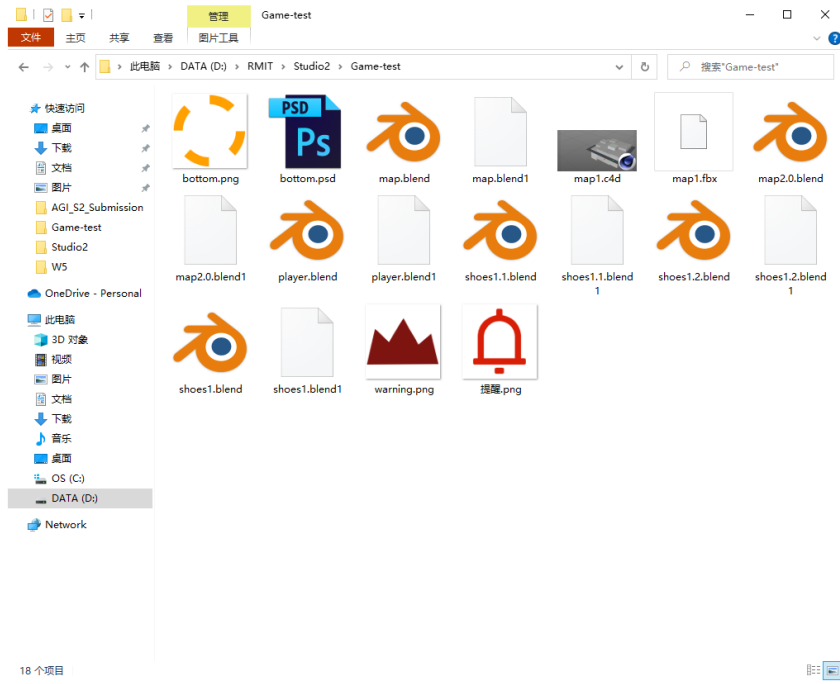 管理
Game-test
文件
主页
共享
查看
图片工具
此电脑 › DATA (D:) › RMIT › Studio2 › Game-test
搜索"Game-test"
快速访问
桌面
下载
文档
图片
AGI_S2_Submission
Game-test
Studio2
W5
OneDrive - Personal
此电脑
3D 对象
视频
图片
文档
下载
音乐
桌面
OS (C:)
DATA (D:)
Network
PSD
Ps
bottom.png
bottom.psd
map.blend
map.blend1
map1.c4d
map1.fbx
map2.0.blend
map2.0.blend1
player.blend
player.blend1
shoes1.1.blend
shoes1.1.blend
1
shoes1.2.blend
shoes1.2.blend
1
shoes1.blend
shoes1.blend1
warning.png
提醒.png
18 个项目